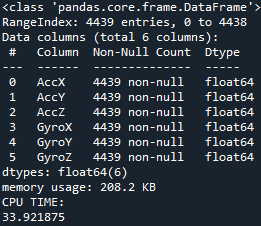 <class 'pandas.core.frame.DataFrame'>
RangeIndex: 4439 entries, 0 to 4438
Data columns (total 6 columns):
 #   Column  Non-Null Count  Dtype
---  ------  --------------  -----
 0   AccX    4439 non-null   float64
 1   AccY    4439 non-null   float64
 2   AccZ    4439 non-null   float64
 3   GyroX   4439 non-null   float64
 4   GyroY   4439 non-null   float64
 5   GyroZ   4439 non-null   float64
dtypes: float64(6)
memory usage: 208.2 KB
CPU TIME:
33.921875